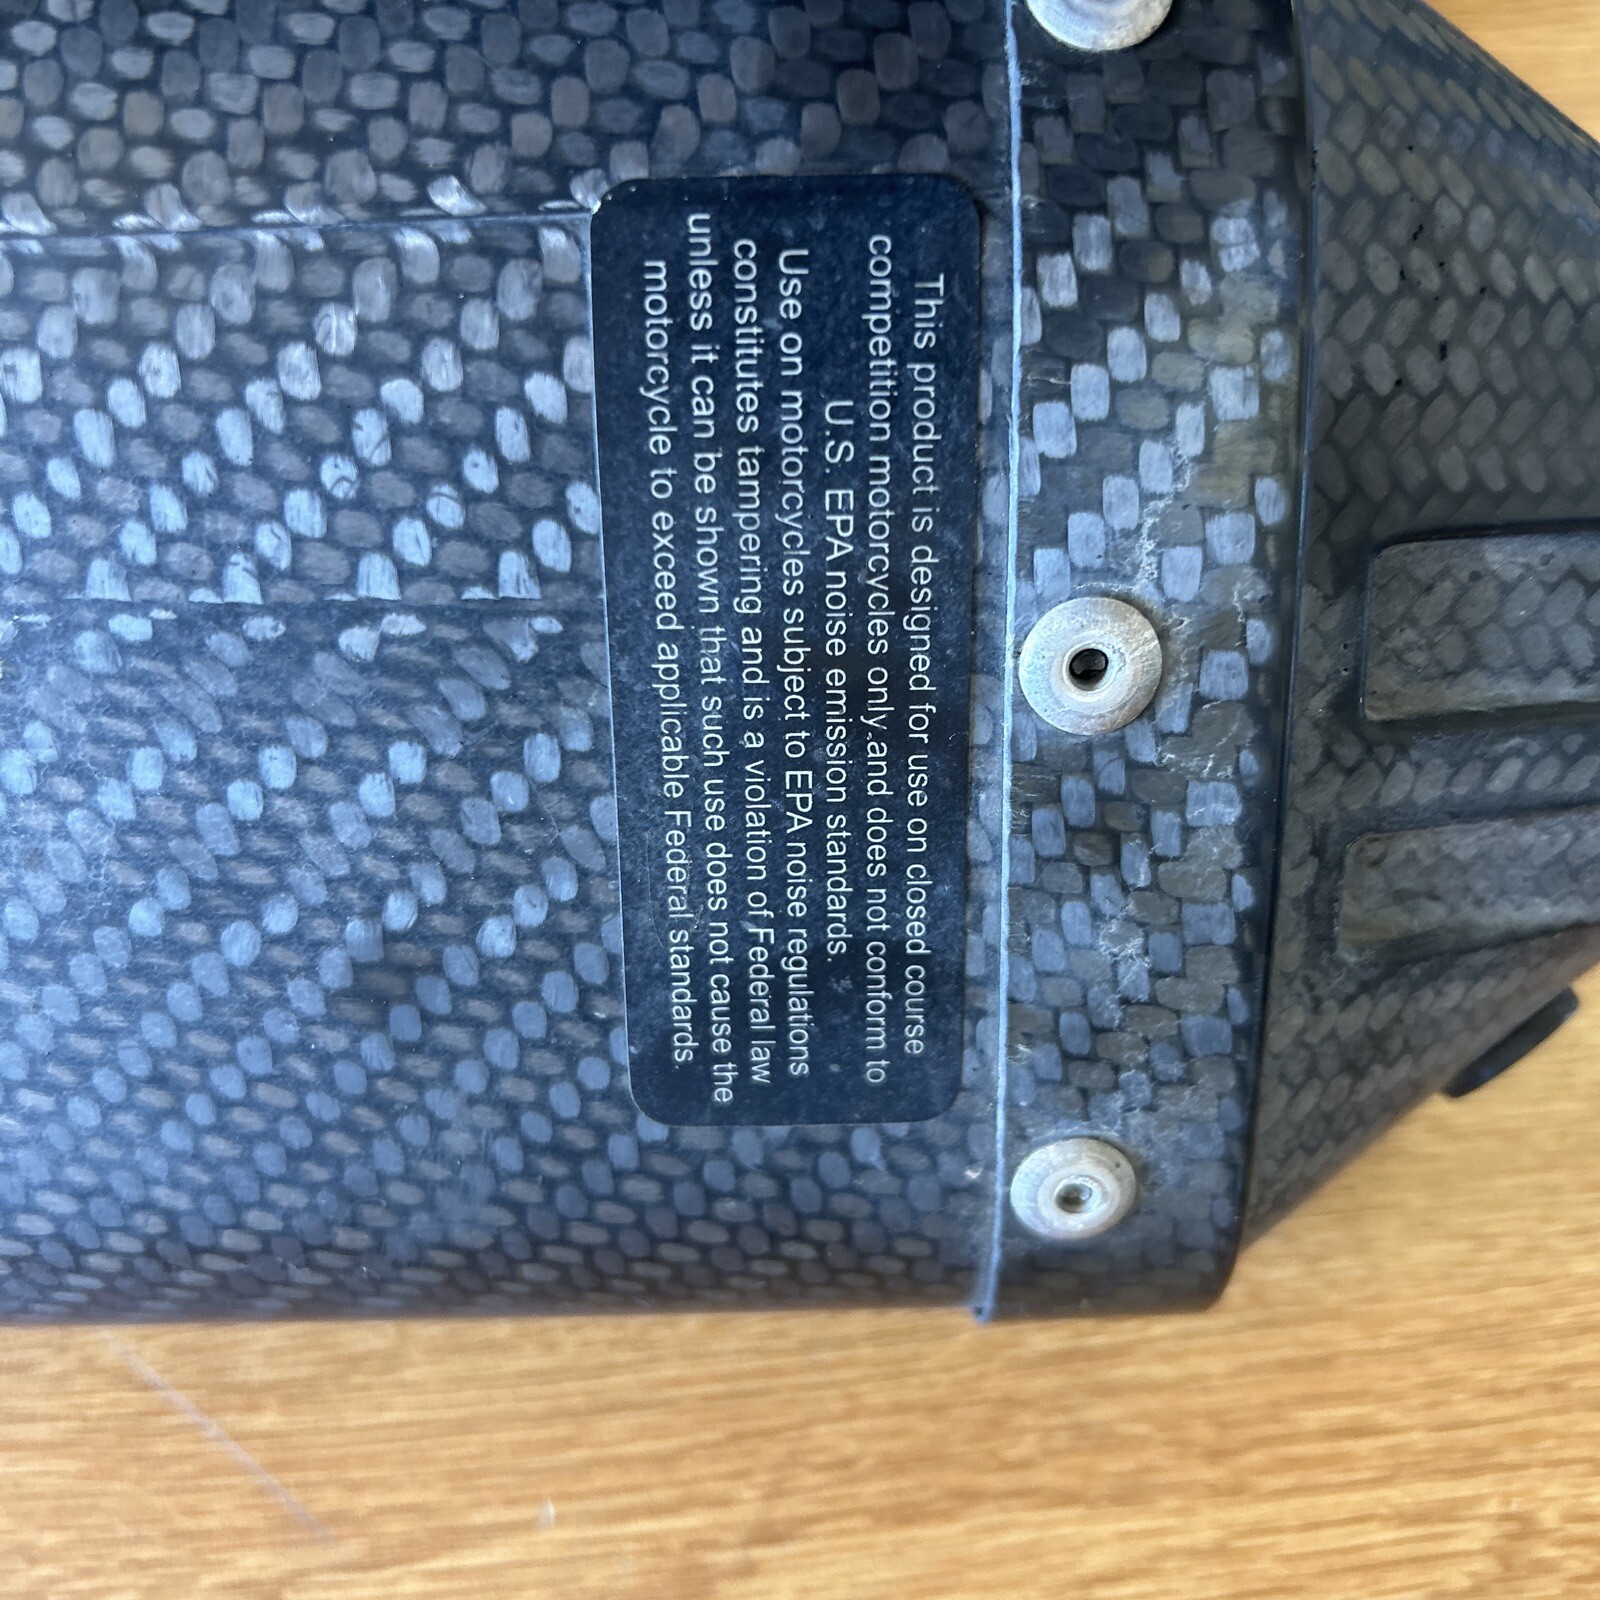 This product is designed for use on closed course
competition motorcycles only and does not conform to
U.S. EPA noise emission standards.
Use on motorcycles subject to EPA noise regulations
constitutes tampering and is a violation of Federal law
unless it can be shown that such use does not cause the
motorcycle to exceed applicable Federal standards.